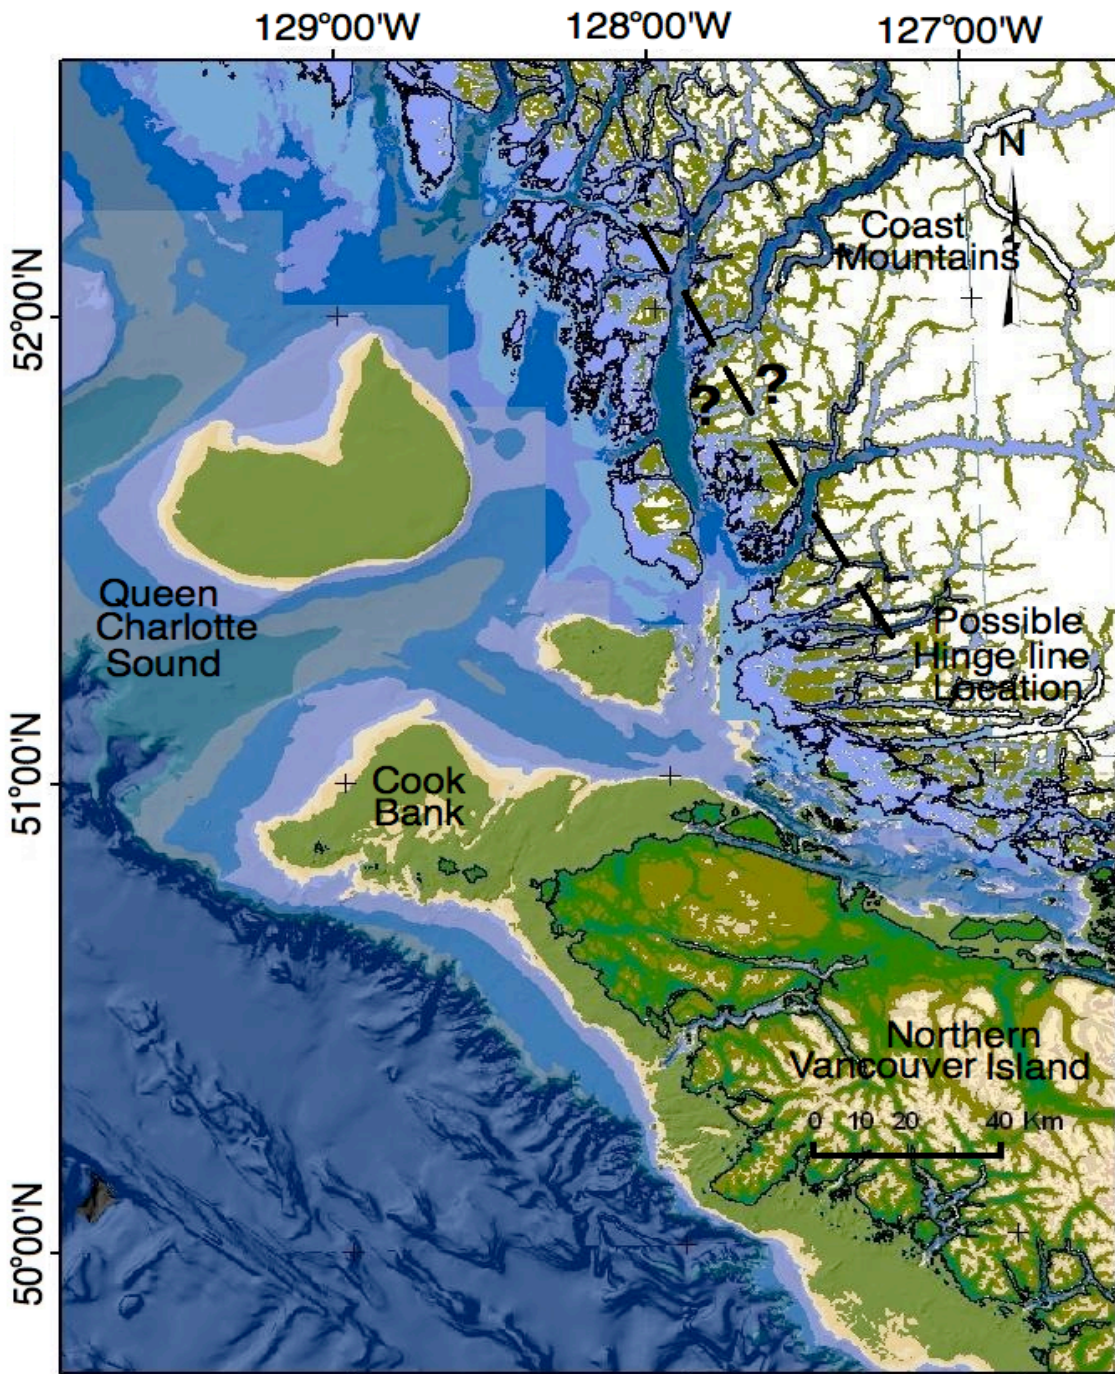 129°00'W 128°00'W 127°00'W
N
Coast
Mountains
52°00'N
? ?
Queen
Charlotte
Sound
Possible
Hinge line
Location
51°00'N
Cook
Bank
Northern
Vancouver Island
0 10 20 40 Km
50°00'N